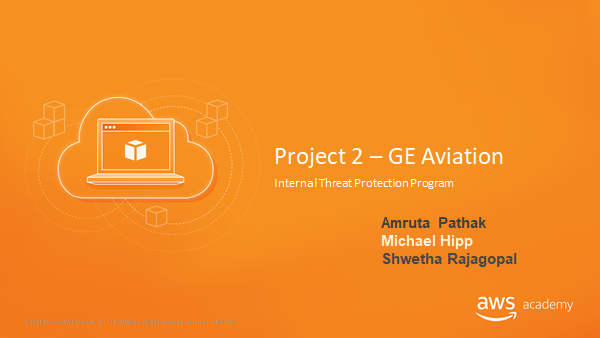 Project 2 – GE Aviation
Internal Threat Protection Program
Amruta Pathak
Michael Hipp
Shwetha Rajagopal
aws academy